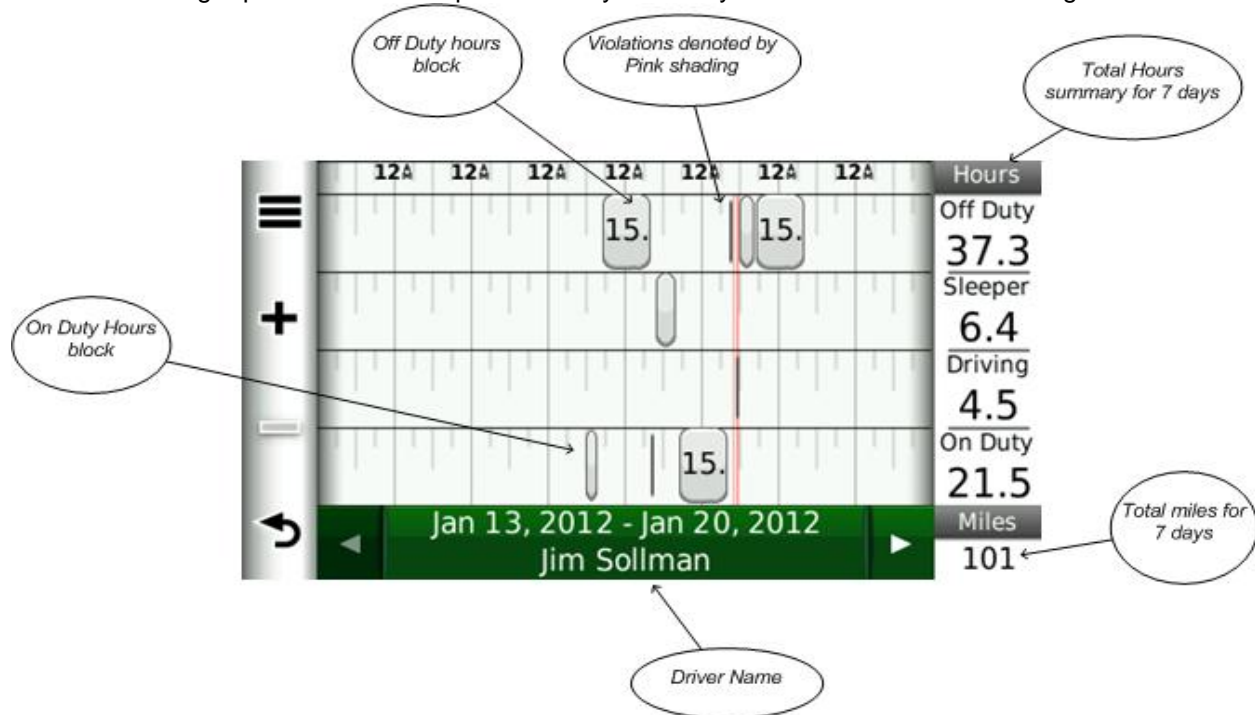 Off Duty hours
block
Violations denoted by
Pink shading
Total Hours
summary for 7 days
12A 12A 12A 12A 12A 12A 12A
Hours
15.
15.
Off Duty
37.3
Sleeper
6.4
On Duty Hours
block
Driving
4.5
15.
On Duty
21.5
Jan 13, 2012 - Jan 20, 2012
Jim Sollman
Miles
101
Total miles for
7 days
Driver Name